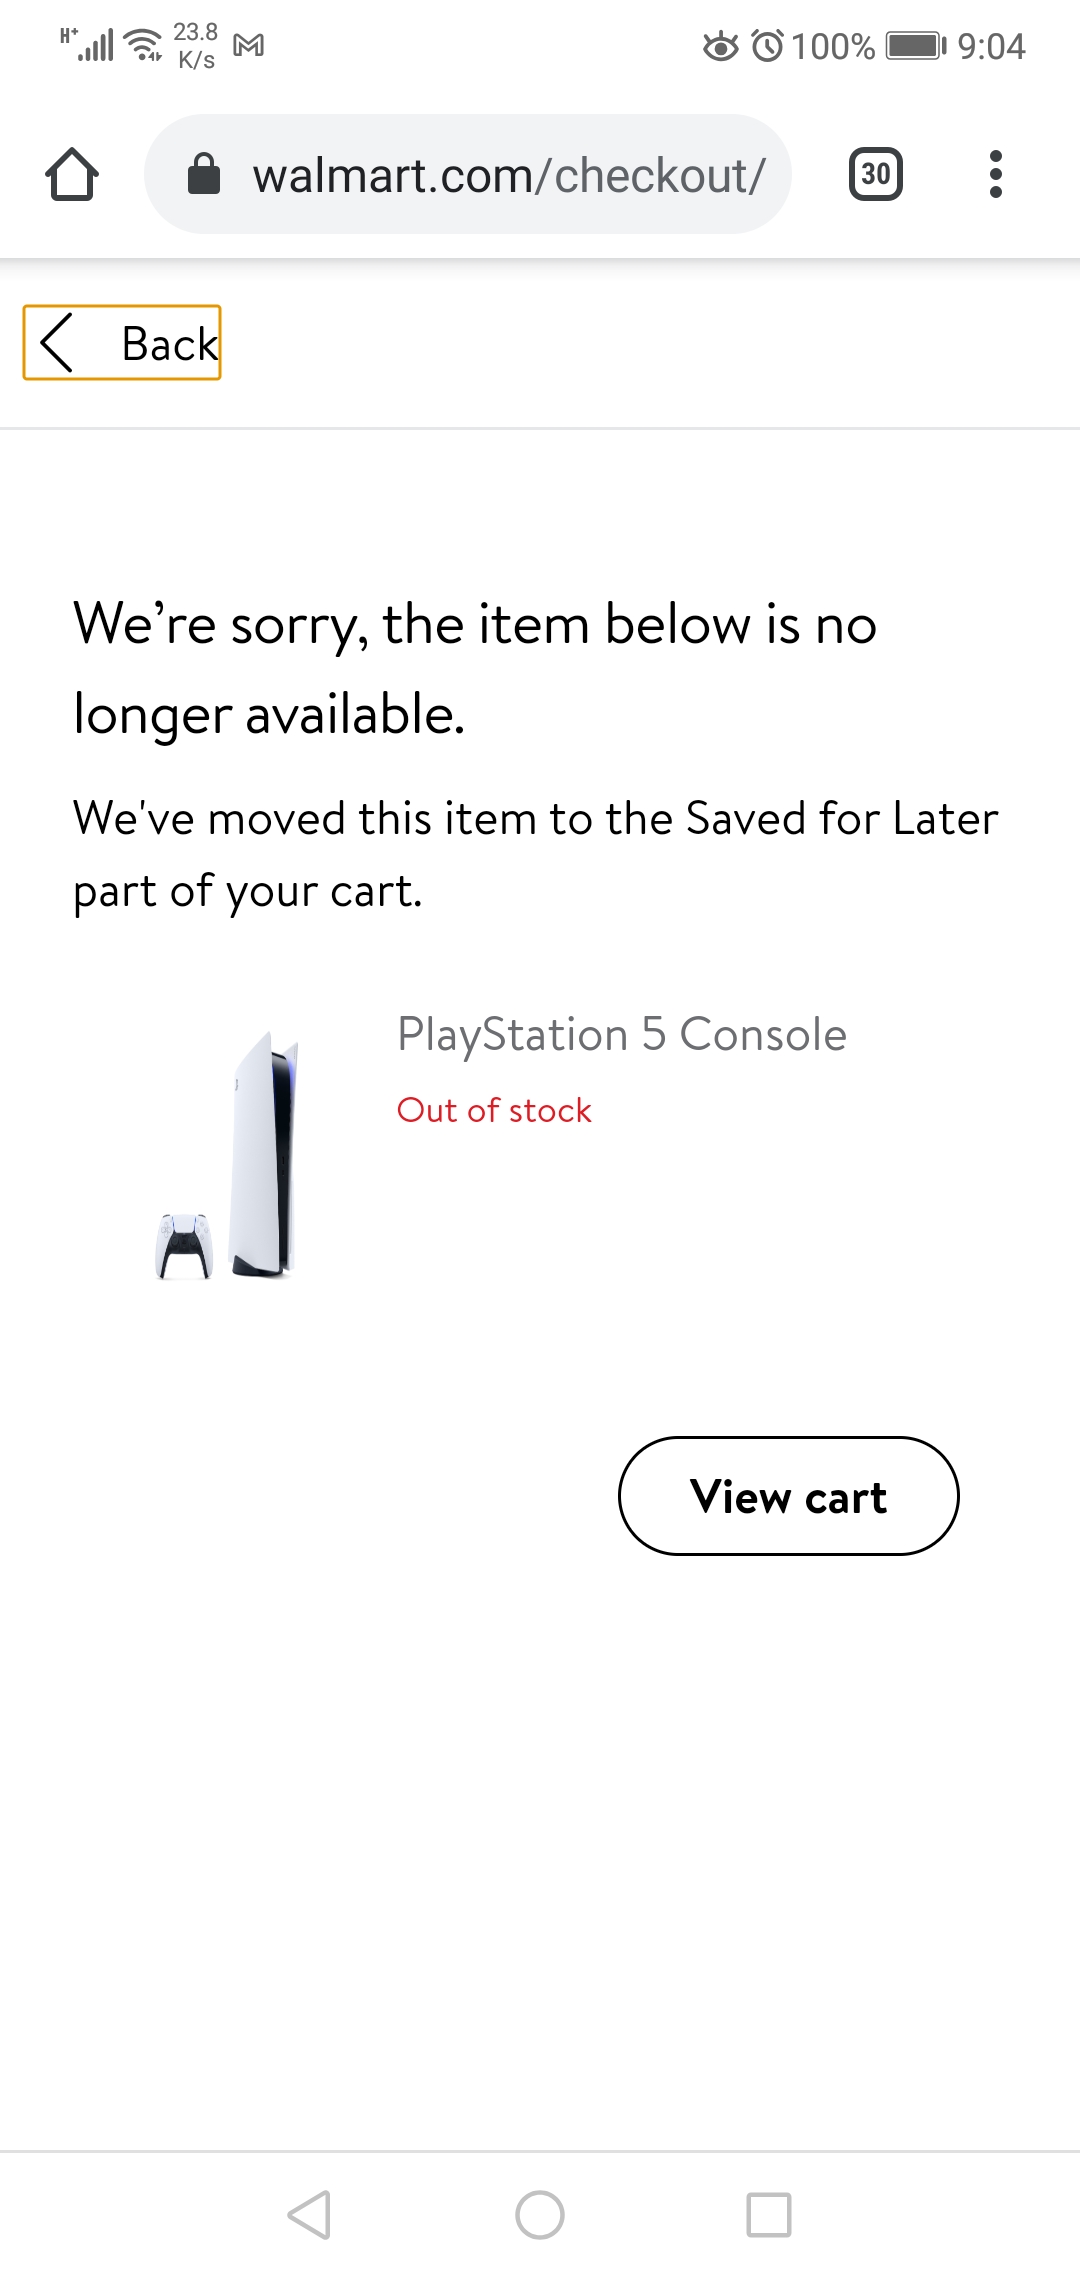 H+ 23.8 K/s 100% 9:04
walmart.com/checkout/ 30
Back
We’re sorry, the item below is no
longer available.
We've moved this item to the Saved for Later
part of your cart.
PlayStation 5 Console
Out of stock
View cart